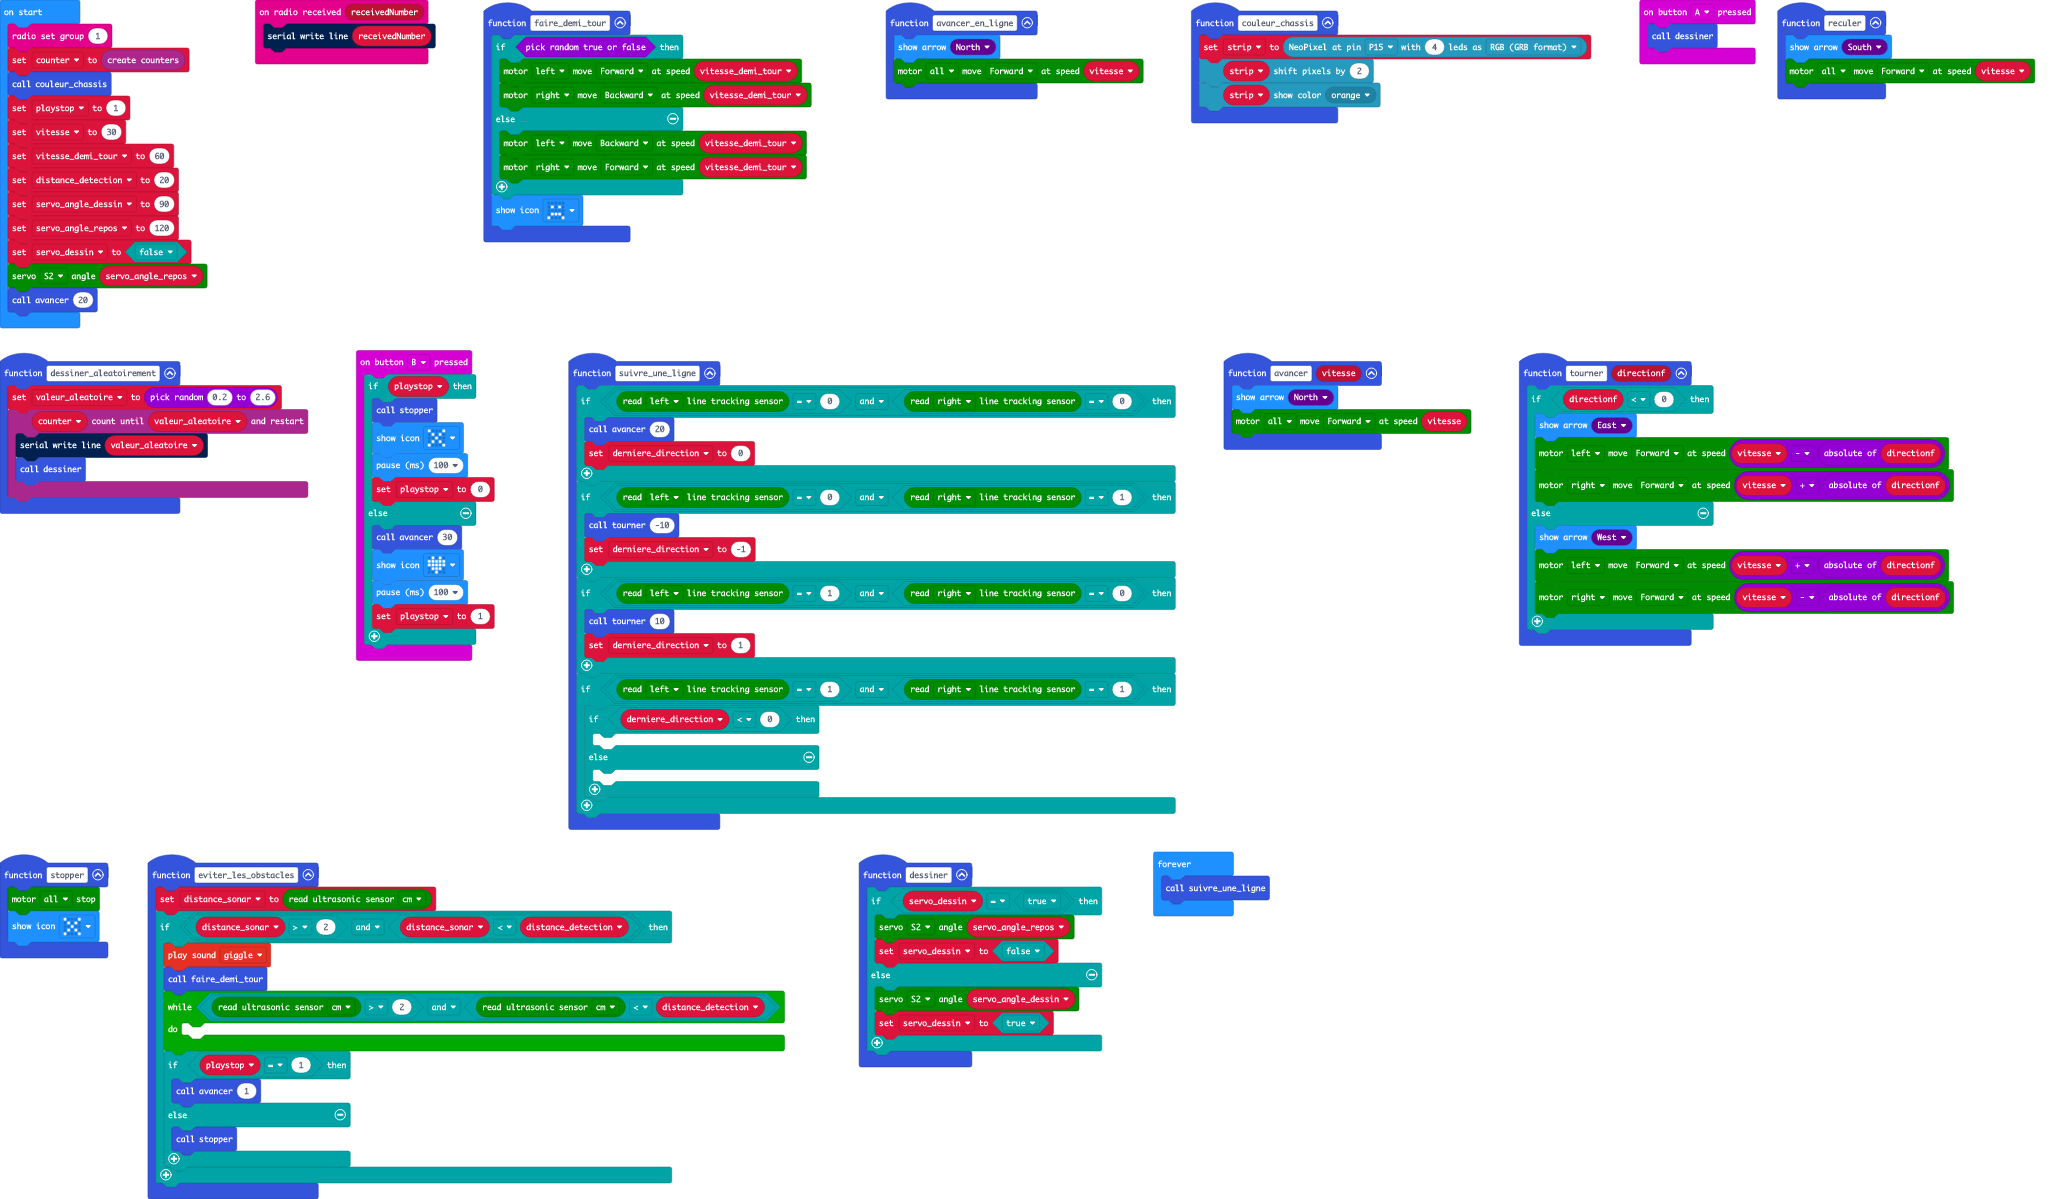 on start
radio set group 1
set counter to create counters
call couleur_chassis
set playstop to 1
set vitesse to 30
set vitesse_demi_tour to 60
set distance_detection to 20
set servo_angle_dessin to 90
set servo_angle_repos to 120
set servo_dessin to false
servo S2 angle servo_angle_repos
call avancer 20
on radio received receivedNumber
serial write line receivedNumber
function faire_demi_tour
if pick random true or false then
motor left move Forward at speed vitesse_demi_tour
motor right move Backward at speed vitesse_demi_tour
else
motor left move Backward at speed vitesse_demi_tour
motor right move Forward at speed vitesse_demi_tour
show icon
function avancer_en_ligne
show arrow North
motor all move Forward at speed vitesse
function couleur_chassis
set strip to NeoPixel at pin P15 with 4 leds as RGB (GRB format)
strip shift pixels by 2
strip show color orange
on button A pressed
call dessiner
function reculer
show arrow South
motor all move Forward at speed vitesse
function dessiner_aleatoirement
set valeur_aleatoire to pick random 0.2 to 2.6
counter count until valeur_aleatoire and restart
serial write line valeur_aleatoire
call dessiner
on button B pressed
if playstop then
call stopper
show icon
pause (ms) 100
set playstop to 0
else
call avancer 30
show icon
pause (ms) 100
set playstop to 1
function suivre_une_ligne
if read left line tracking sensor = 0 and read right line tracking sensor = 0 then
call avancer 20
set derniere_direction to 0
if read left line tracking sensor = 0 and read right line tracking sensor = 1 then
call tourner -10
set derniere_direction to -1
if read left line tracking sensor = 1 and read right line tracking sensor = 0 then
call tourner 10
set derniere_direction to 1
if read left line tracking sensor = 1 and read right line tracking sensor = 1 then
if derniere_direction < 0 then
else
function avancer vitesse
show arrow North
motor all move Forward at speed vitesse
function tourner directionf
if directionf < 0 then
show arrow East
motor left move Forward at speed vitesse - absolute of directionf
motor right move Forward at speed vitesse + absolute of directionf
else
show arrow West
motor left move Forward at speed vitesse + absolute of directionf
motor right move Forward at speed vitesse - absolute of directionf
function stopper
motor all stop
show icon
function eviter_les_obstacles
set distance_sonar to read ultrasonic sensor cm
if distance_sonar > 2 and distance_sonar < distance_detection then
play sound giggle
call faire_demi_tour
while read ultrasonic sensor cm > 2 and read ultrasonic sensor cm < distance_detection
do
if playstop = 1 then
call avancer 1
else
call stopper
function dessiner
if servo_dessin = true then
servo S2 angle servo_angle_repos
set servo_dessin to false
else
servo S2 angle servo_angle_dessin
set servo_dessin to true
forever
call suivre_une_ligne